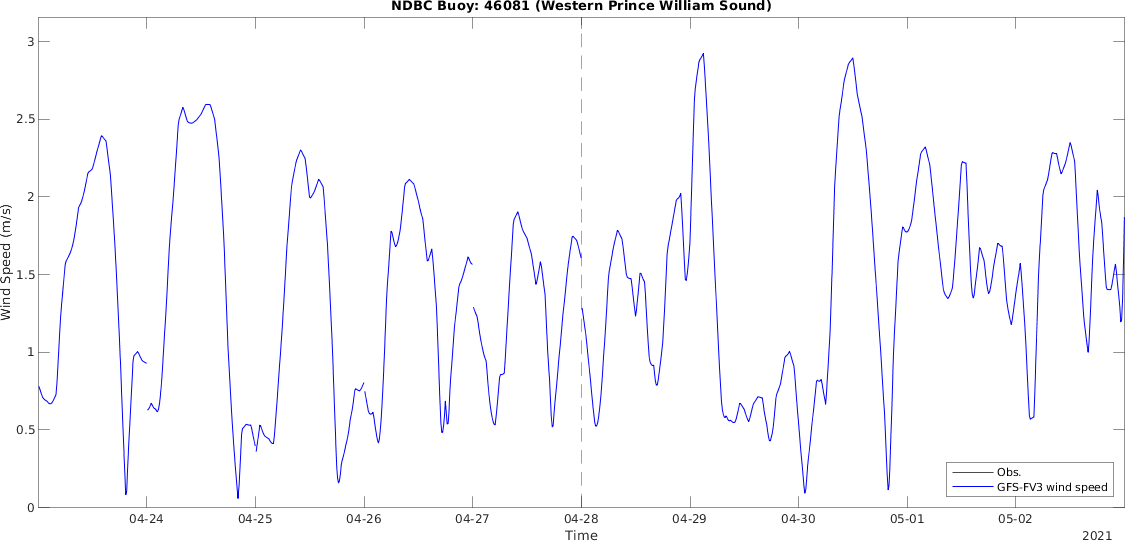 NDBC Buoy: 46081 (Western Prince William Sound)
Wind Speed (m/s)
3
2.5
2
1.5
1
0.5
0
Obs.
GFS-FV3 wind speed
04-24 04-25 04-26 04-27 04-28 04-29 04-30 05-01 05-02
Time
2021